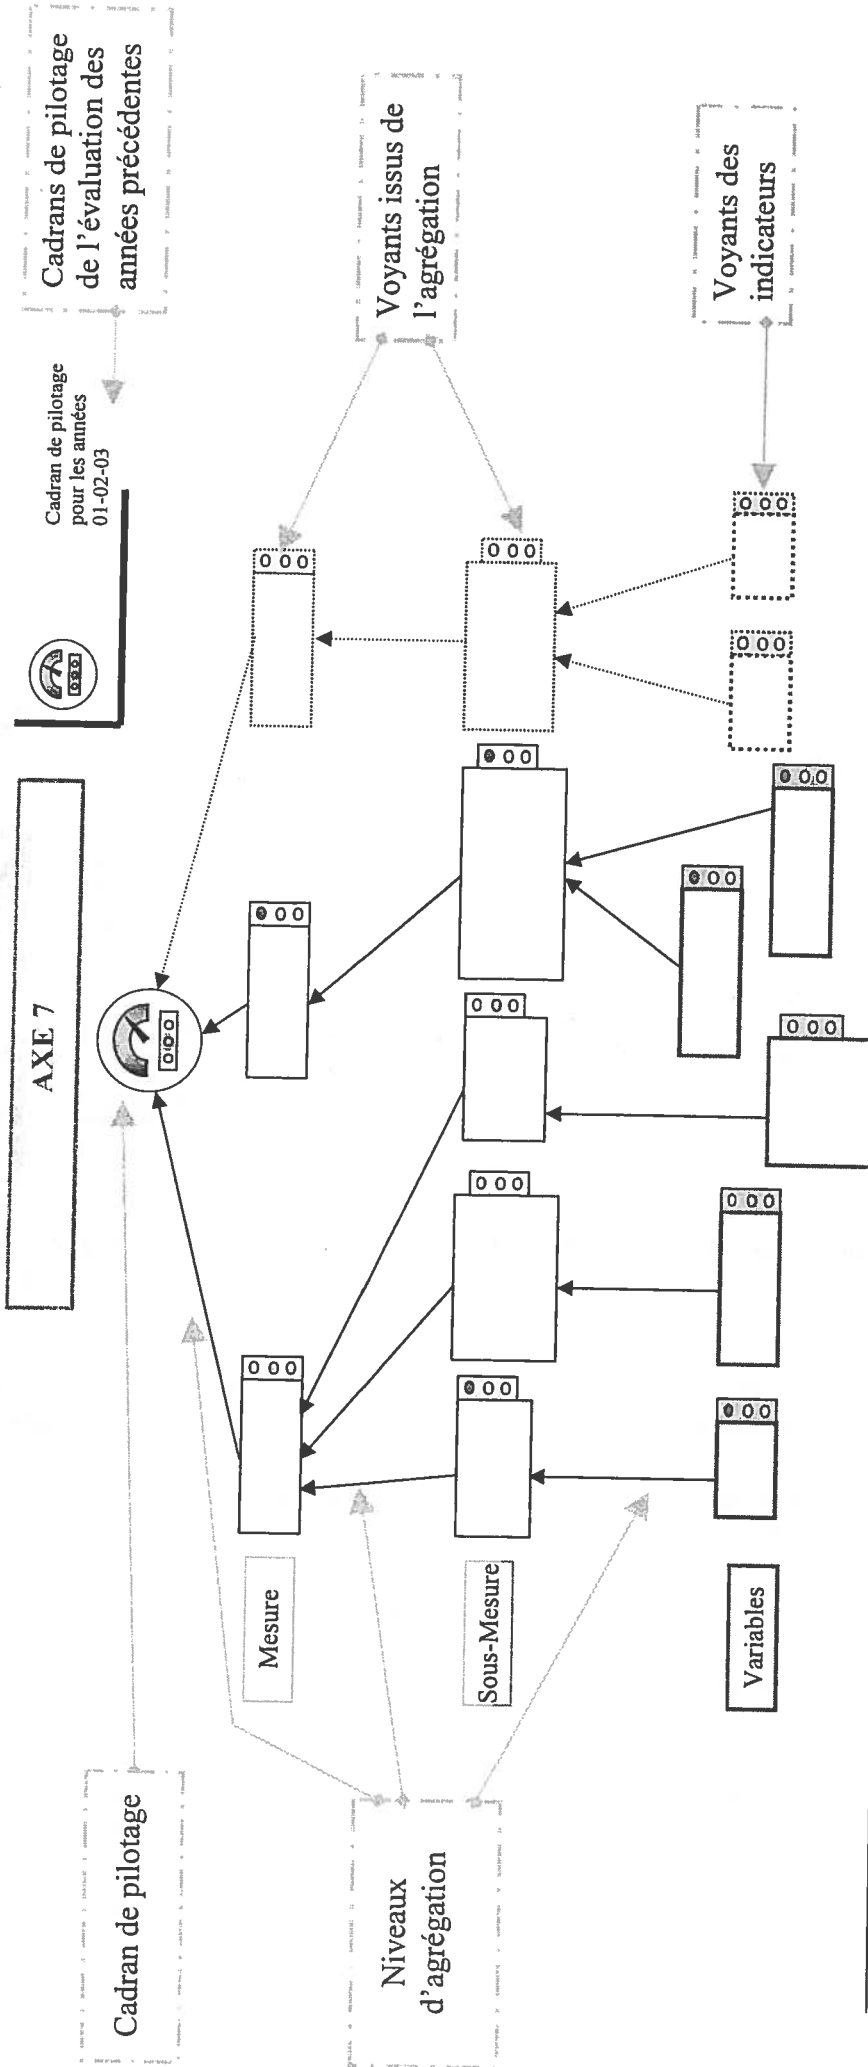 AXE 7
Cadran de pilotage
pour les années
01-02-03
Cadrans de pilotage
de l'évaluation des
années précédentes
Cadran de pilotage
Mesure
Voyants issus de
l'agrégation
Niveaux
d'agrégation
Sous-Mesure
Variables
Voyants des
indicateurs